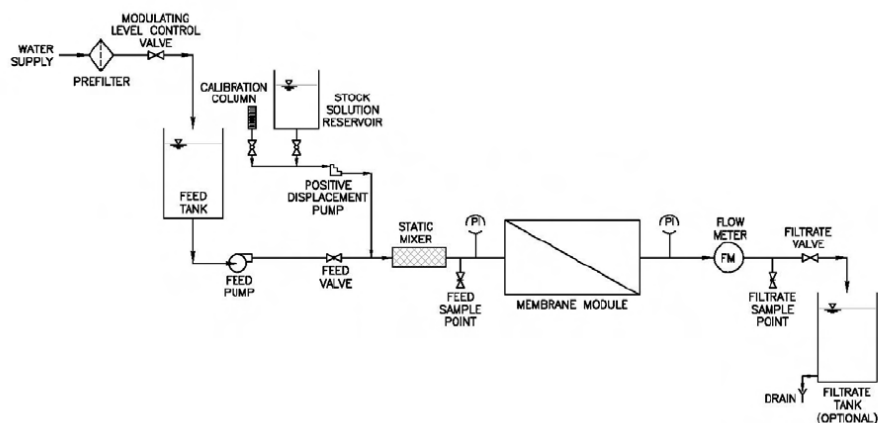 MODULATING
LEVEL CONTROL
VALVE
WATER
SUPPLY
PREFILTER
CALIBRATION
COLUMN
STOCK
SOLUTION
RESERVOIR
FEED
TANK
POSITIVE
DISPLACEMENT
PUMP
STATIC
MIXER
PI
PI
FLOW
METER
FILTRATE
VALVE
FM
FEED
PUMP
FEED
VALVE
FEED
SAMPLE
POINT
MEMBRANE MODULE
FILTRATE
SAMPLE
POINT
DRAIN
FILTRATE
TANK
(OPTIONAL)